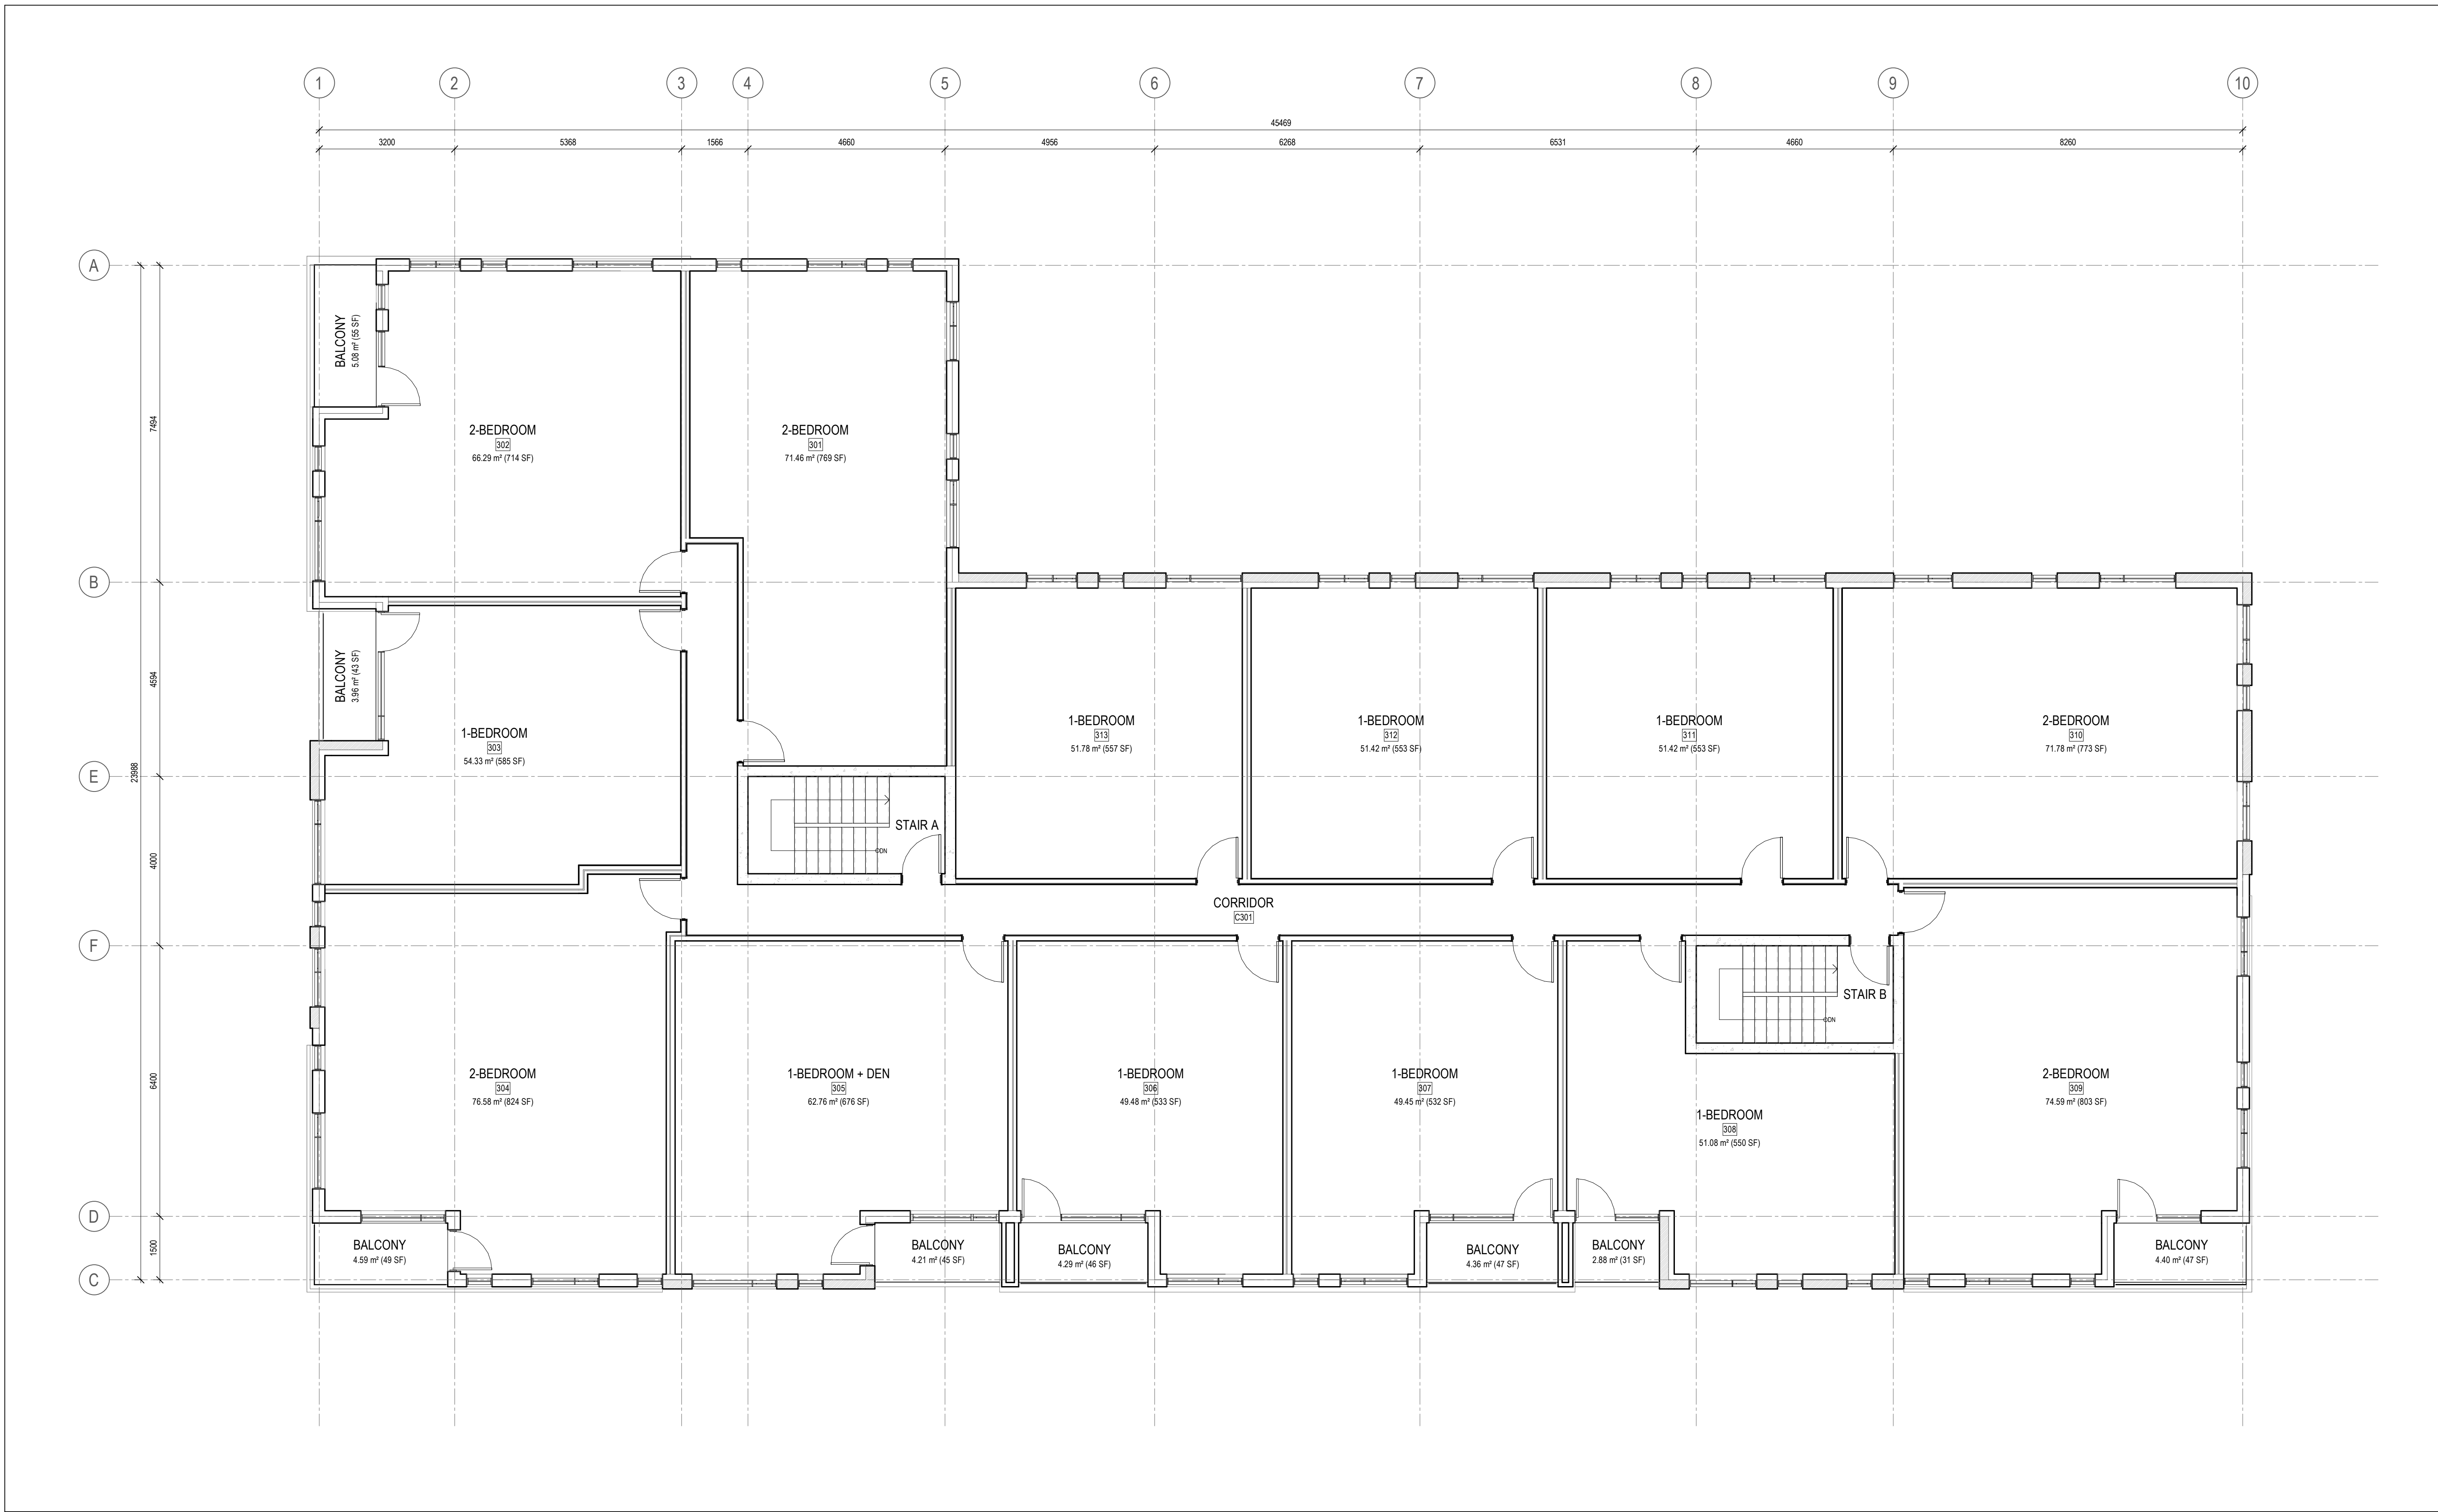 1 2 3 4 5 6 7 8 9 10
45469
3200 5368 1566 4660 4956 6268 6531 4660 8260
A
B
E
F
D
C
7494
4594
23988
4000
6400
1500
BALCONY
5.08 m² (55 SF)
2-BEDROOM
302
66.29 m² (714 SF)
2-BEDROOM
301
71.46 m² (769 SF)
BALCONY
3.96 m² (43 SF)
1-BEDROOM
303
54.33 m² (585 SF)
1-BEDROOM
313
51.78 m² (557 SF)
1-BEDROOM
312
51.42 m² (553 SF)
1-BEDROOM
311
51.42 m² (553 SF)
2-BEDROOM
310
71.78 m² (773 SF)
STAIR A
DN
CORRIDOR
C301
STAIR B
DN
2-BEDROOM
304
76.58 m² (824 SF)
1-BEDROOM + DEN
305
62.76 m² (676 SF)
1-BEDROOM
306
49.48 m² (533 SF)
1-BEDROOM
307
49.45 m² (532 SF)
1-BEDROOM
308
51.08 m² (550 SF)
2-BEDROOM
309
74.59 m² (803 SF)
BALCONY
4.59 m² (49 SF)
BALCONY
4.21 m² (45 SF)
BALCONY
4.29 m² (46 SF)
BALCONY
4.36 m² (47 SF)
BALCONY
2.88 m² (31 SF)
BALCONY
4.40 m² (47 SF)